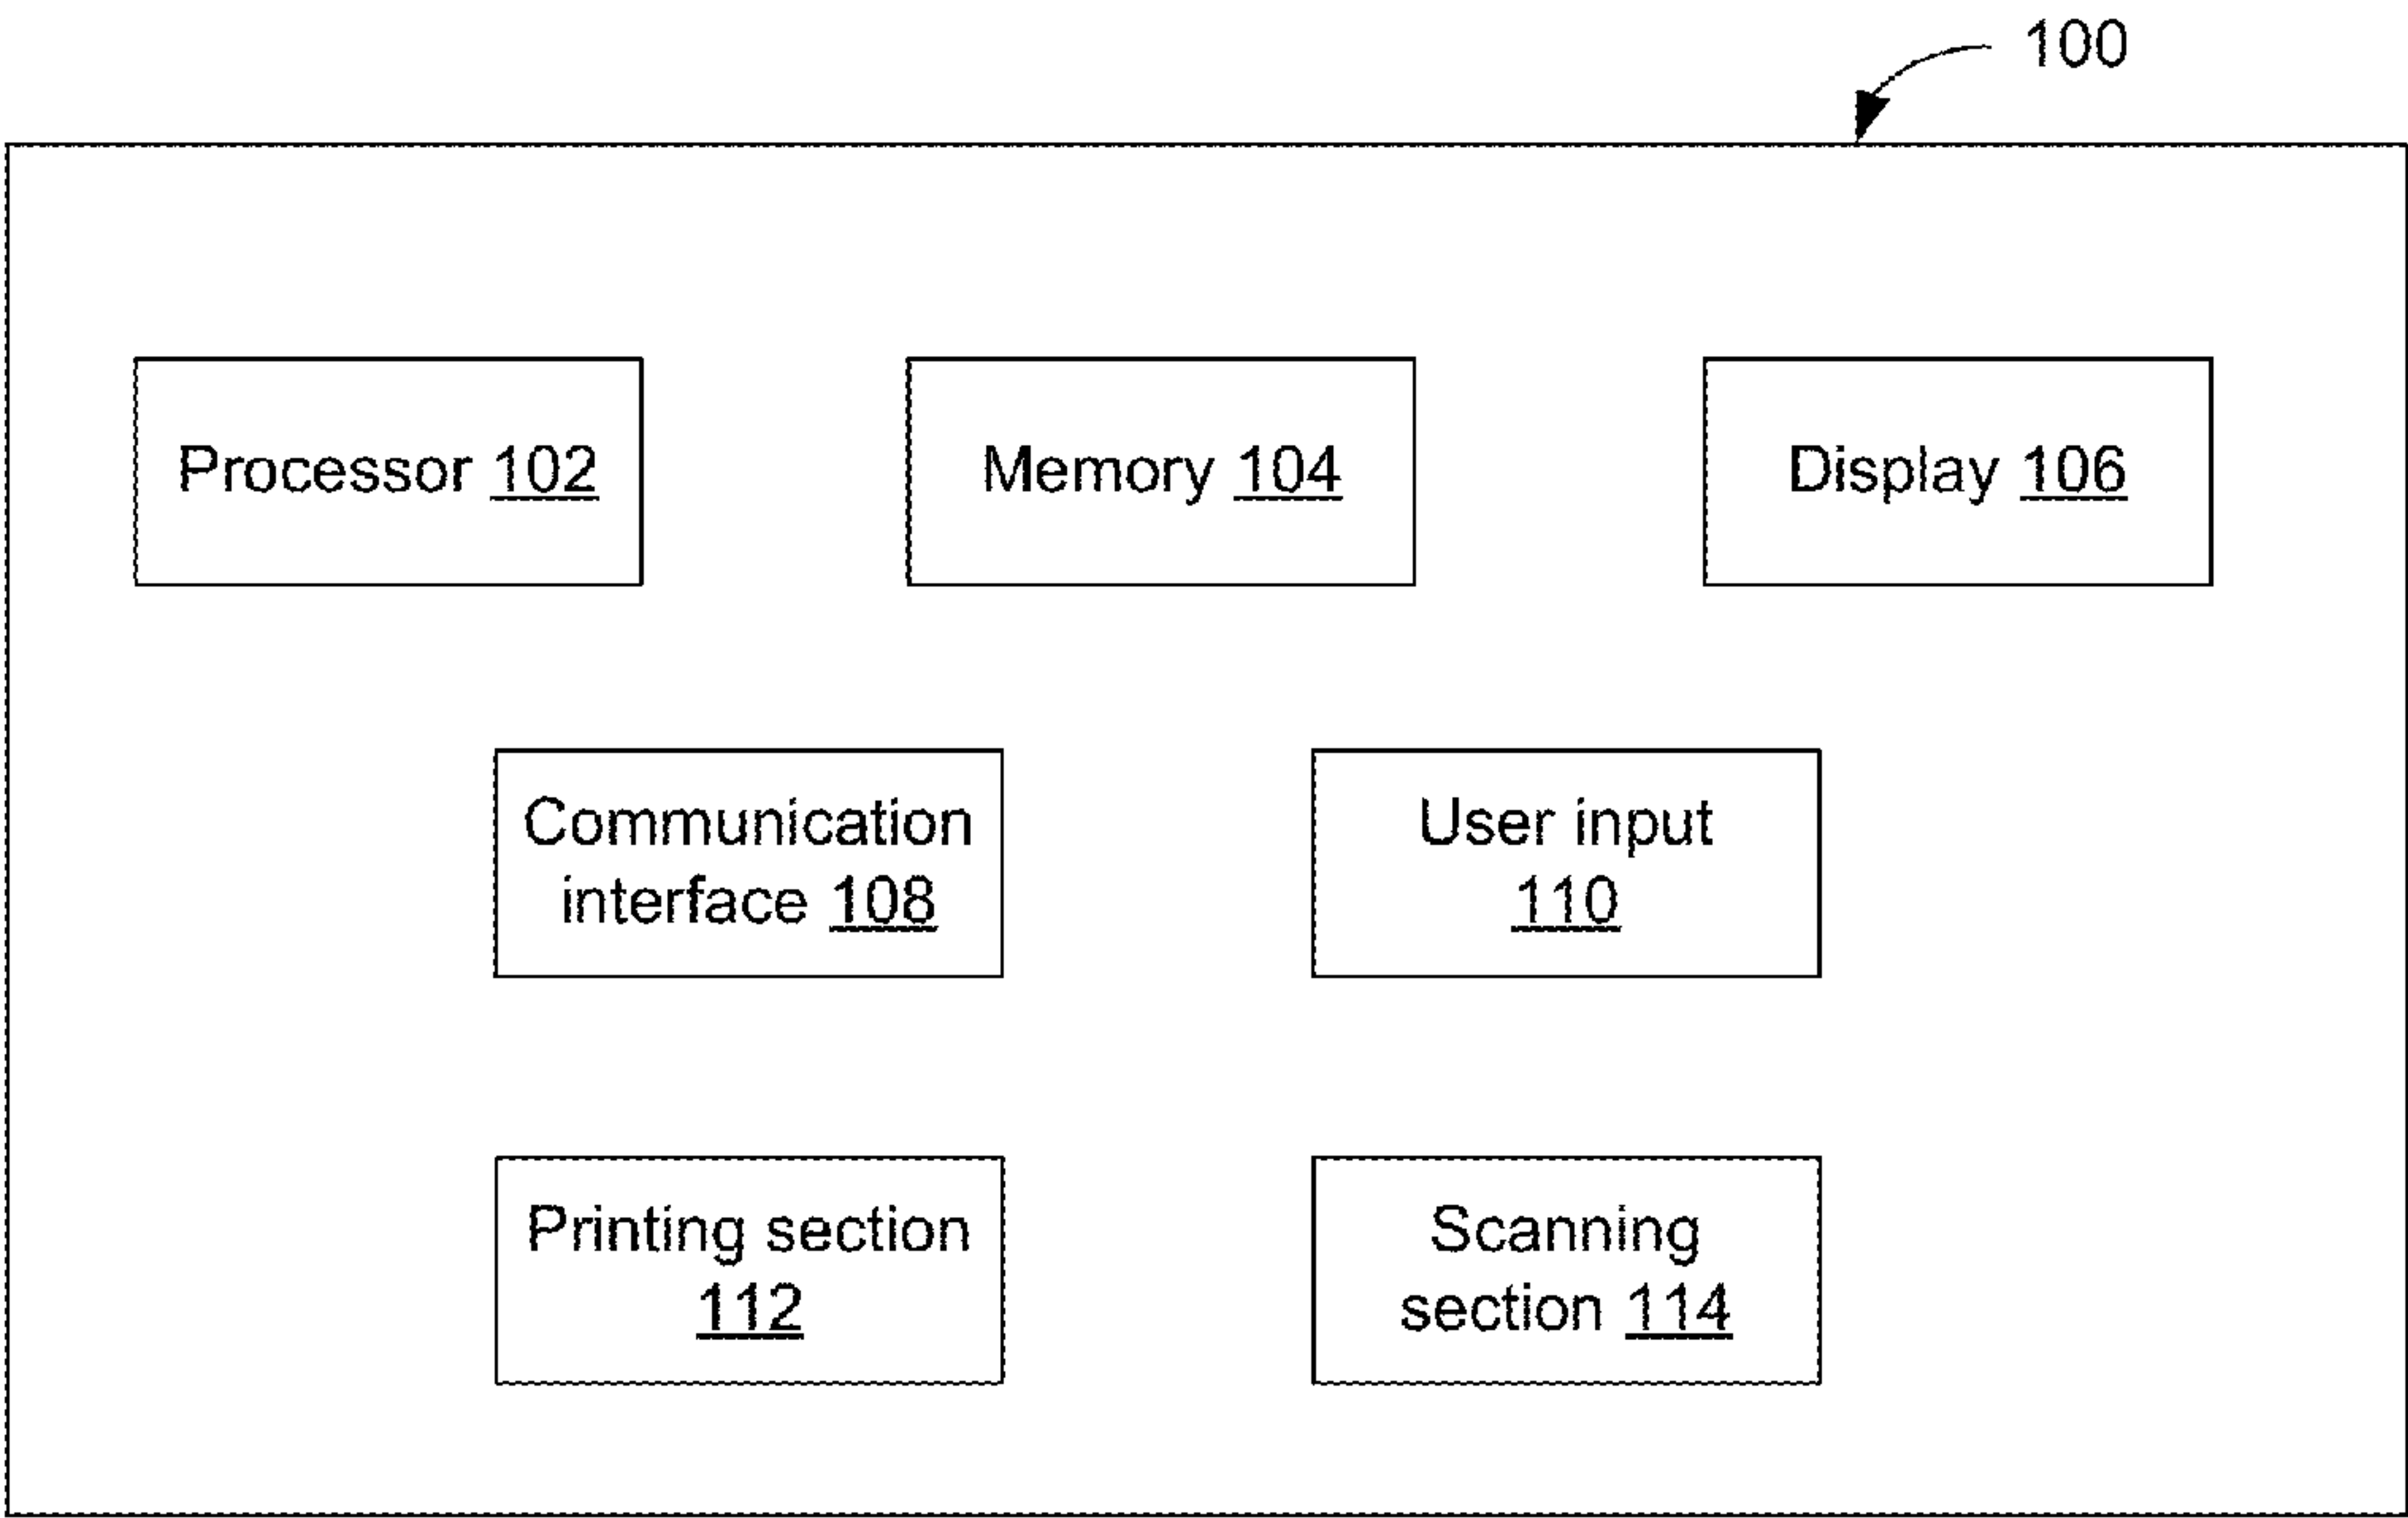 100
Processor 102
Memory 104
Display 106
Communication
interface 108
User input
110
Printing section
112
Scanning
section 114